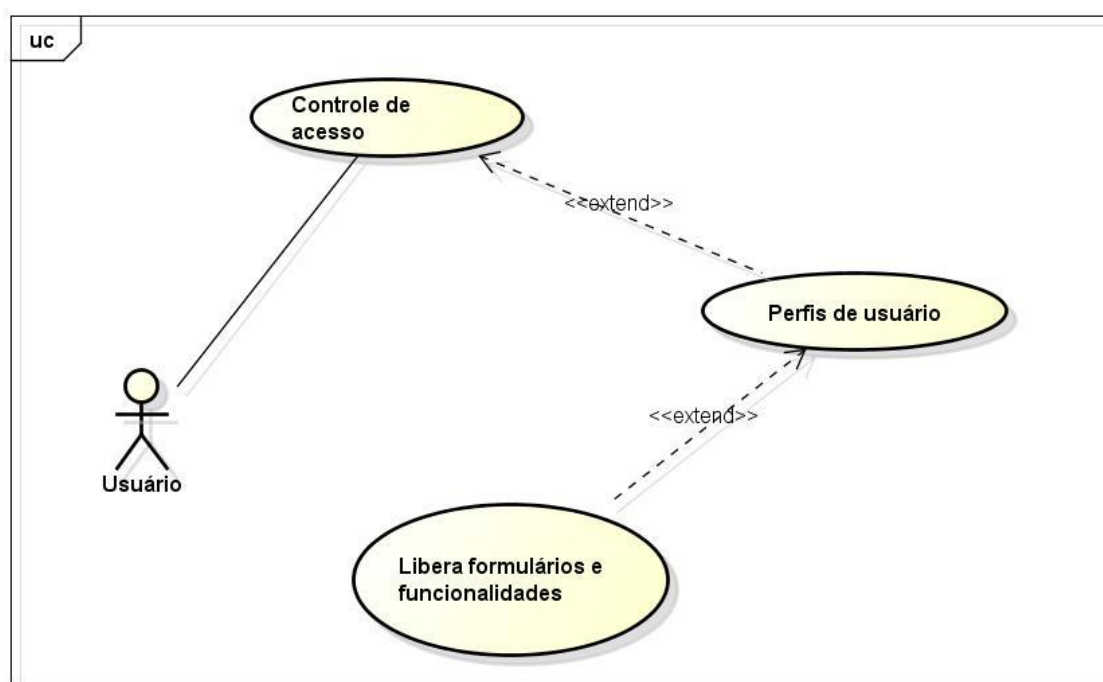 uc
Controle de
acesso
<<extend>>
Perfis de usuário
<<extend>>
Usuário
Libera formulários e
funcionalidades